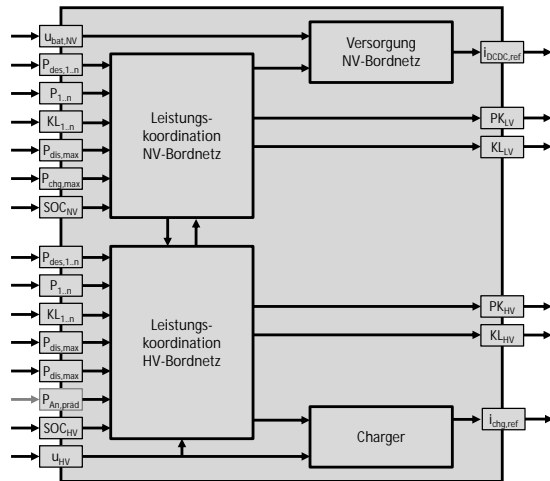 u_bat,NV
P_des,1..n
P_1..n
KL_1..n
P_dis,max
P_chg,max
SOC_NV
Leistungs-
koordination
NV-Bordnetz
Versorgung
NV-Bordnetz
i_DCDC,ref
PK_LV
KL_LV
P_des,1..n
P_1..n
KL_1..n
P_dis,max
P_dis,max
P_An,präd
SOC_HV
u_HV
Leistungs-
koordination
HV-Bordnetz
Charger
PK_HV
KL_HV
i_chg,ref